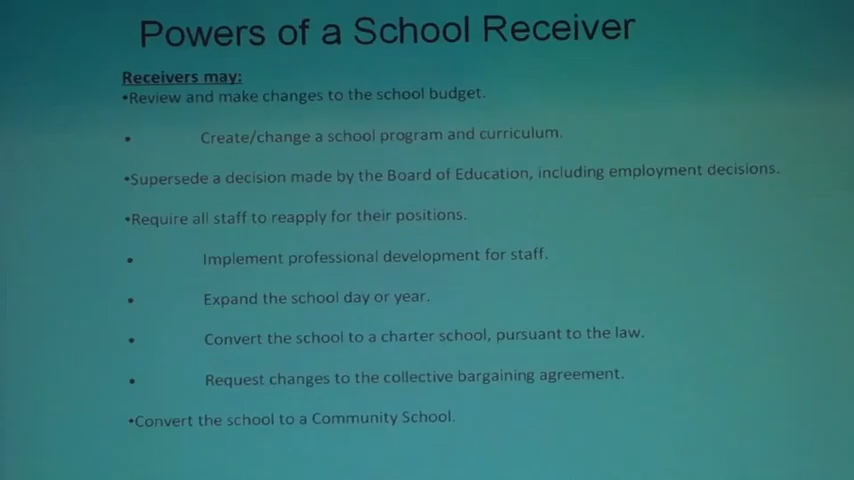 Powers of a School Receiver
Receivers may:
•Review and make changes to the school budget.
• Create/change a school program and curriculum.
•Supersede a decision made by the Board of Education, including employment decisions.
•Require all staff to reapply for their positions.
• Implement professional development for staff.
• Expand the school day or year.
• Convert the school to a charter school, pursuant to the law.
• Request changes to the collective bargaining agreement.
•Convert the school to a Community School.